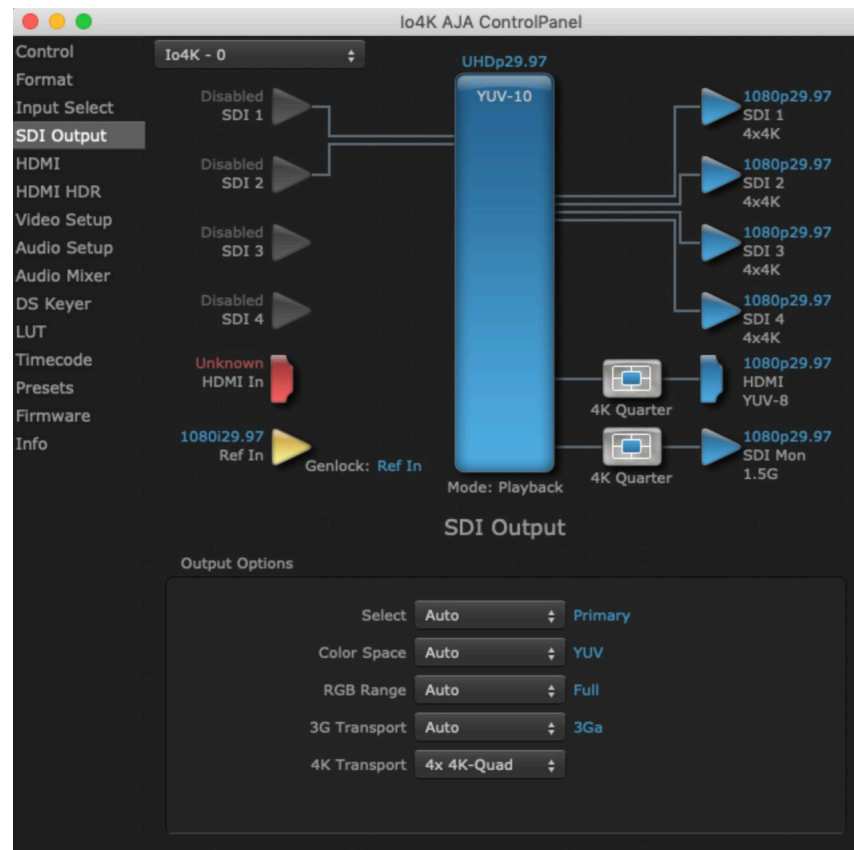 Io4K AJA ControlPanel
Control
Format
Input Select
SDI Output
HDMI
HDMI HDR
Video Setup
Audio Setup
Audio Mixer
DS Keyer
LUT
Timecode
Presets
Firmware
Info
Io4K - 0
UHDp29.97
YUV-10
Disabled
SDI 1
Disabled
SDI 2
Disabled
SDI 3
Disabled
SDI 4
Unknown
HDMI In
1080i29.97
Ref In
Genlock: Ref In
Mode: Playback
1080p29.97
SDI 1
4x4K
1080p29.97
SDI 2
4x4K
1080p29.97
SDI 3
4x4K
1080p29.97
SDI 4
4x4K
4K Quarter
1080p29.97
HDMI
YUV-8
4K Quarter
1080p29.97
SDI Mon
1.5G
SDI Output
Output Options
Select Auto Primary
Color Space Auto YUV
RGB Range Auto Full
3G Transport Auto 3Ga
4K Transport 4x 4K-Quad